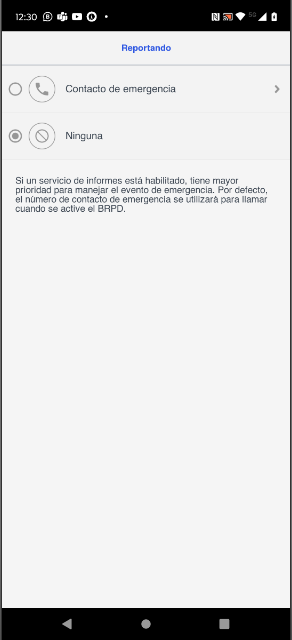 12:30
5G
Reportando
Contacto de emergencia
Ninguna
Si un servicio de informes está habilitado, tiene mayor
prioridad para manejar el evento de emergencia. Por defecto,
el número de contacto de emergencia se utilizará para llamar
cuando se active el BRPD.